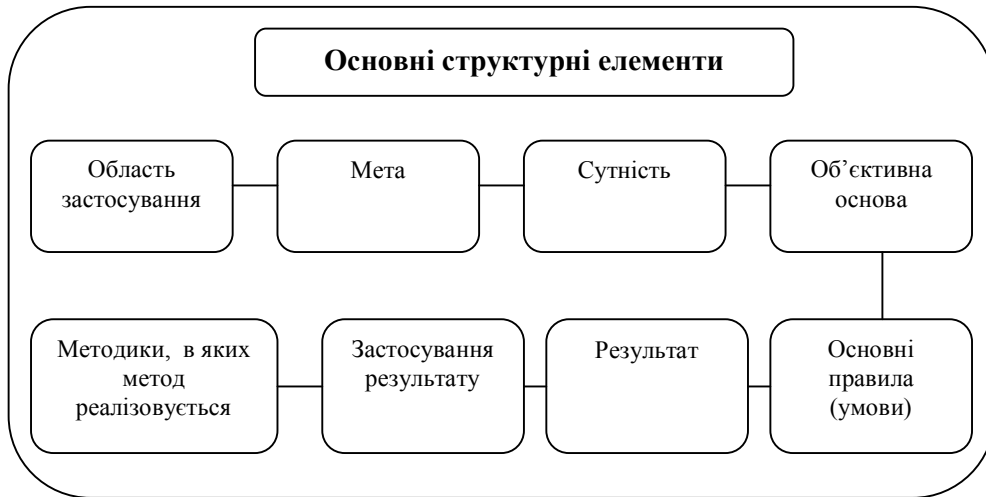 Основні структурні елементи
Область
застосування
Мета
Сутність
Об’єктивна
основа
Методики, в яких
метод
реалізовується
Застосування
результату
Результат
Основні
правила
(умови)